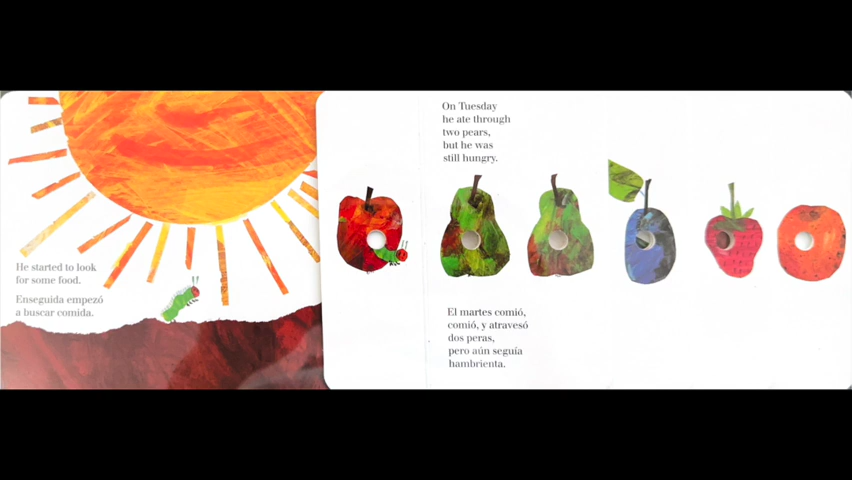 He started to look
for some food.
Enseguida empezó
a buscar comida.
On Tuesday
he ate through
two pears,
but he was
still hungry.
El martes comió,
comió, y atravesó
dos peras,
pero aún seguía
hambrienta.